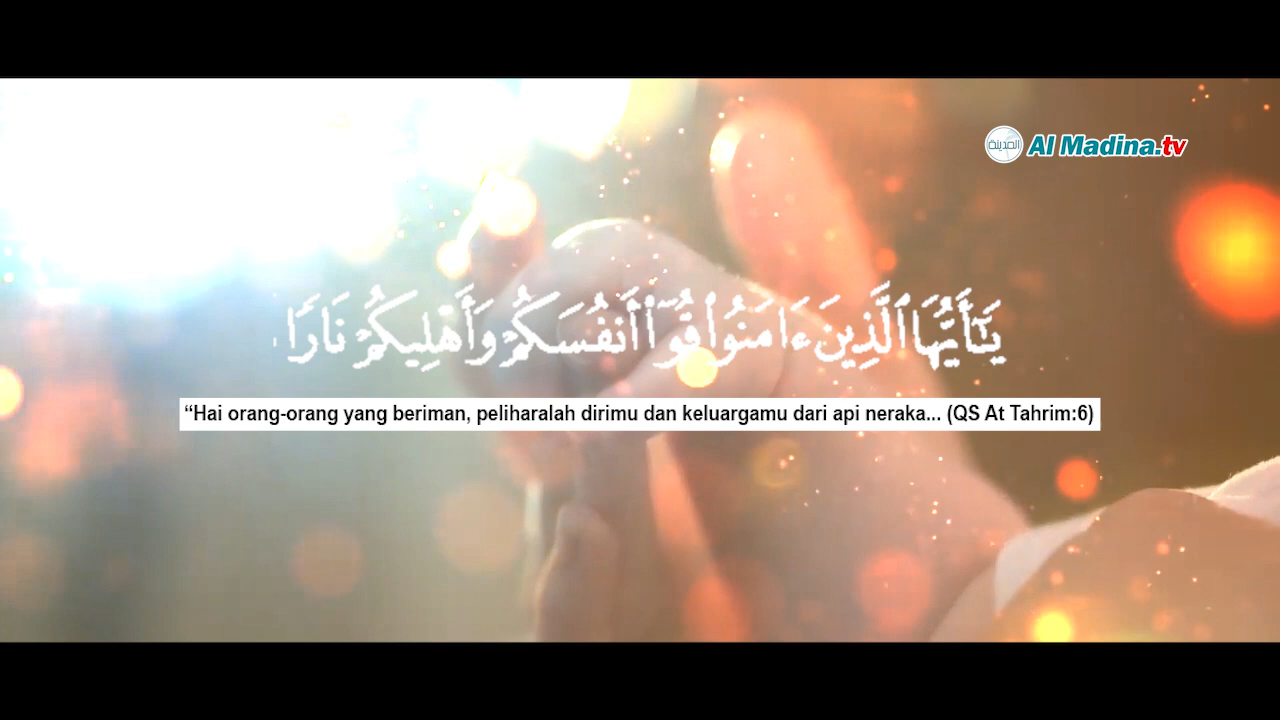 المدينة Al Madina.tv
يَٰٓأَيُّهَا ٱلَّذِينَ ءَامَنُوا۟ قُوٓا۟ أَنفُسَكُمْ وَأَهْلِيكُمْ نَارًا
“Hai orang-orang yang beriman, peliharalah dirimu dan keluargamu dari api neraka... (QS At Tahrim:6)